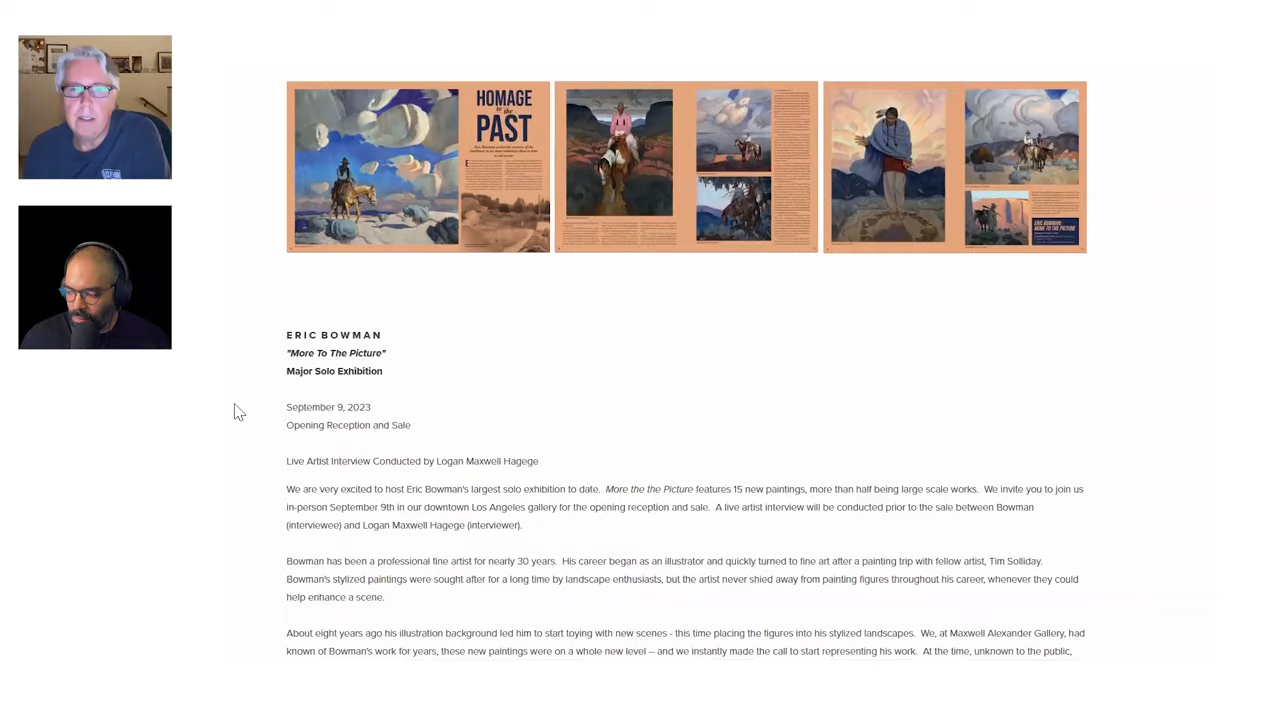 HOMAGE
to the
PAST
ERIC BOWMAN:
MORE TO THE PICTURE
ERIC BOWMAN
"More To The Picture"
Major Solo Exhibition
September 9, 2023
Opening Reception and Sale
Live Artist Interview Conducted by Logan Maxwell Hagege
We are very excited to host Eric Bowman's largest solo exhibition to date.  More the the Picture features 15 new paintings, more than half being large scale works.  We invite you to join us
in-person September 9th in our downtown Los Angeles gallery for the opening reception and sale.  A live artist interview will be conducted prior to the sale between Bowman
(interviewee) and Logan Maxwell Hagege (interviewer).
Bowman has been a professional fine artist for nearly 30 years.  His career began as an illustrator and quickly turned to fine art after a painting trip with fellow artist, Tim Solliday.
Bowman's stylized paintings were sought after for a long time by landscape enthusiasts, but the artist never shied away from painting figures throughout his career, whenever they could
help enhance a scene.
About eight years ago his illustration background led him to start toying with new scenes - this time placing the figures into his stylized landscapes.  We, at Maxwell Alexander Gallery, had
known of Bowman's work for years, these new paintings were on a whole new level -- and we instantly made the call to start representing his work.  At the time, unknown to the public,